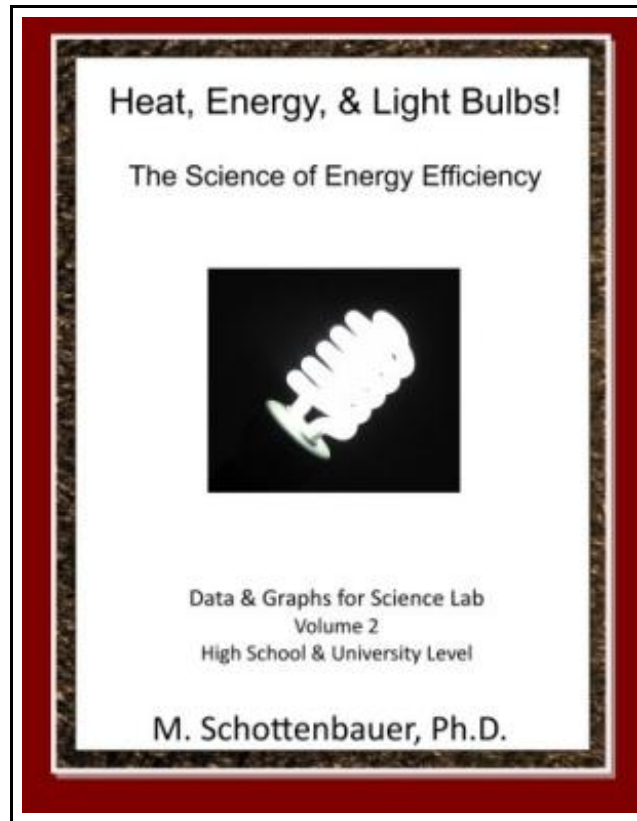 Heat, Energy, & Light Bulbs!
The Science of Energy Efficiency
Data & Graphs for Science Lab
Volume 2
High School & University Level
M. Schottenbauer, Ph.D.